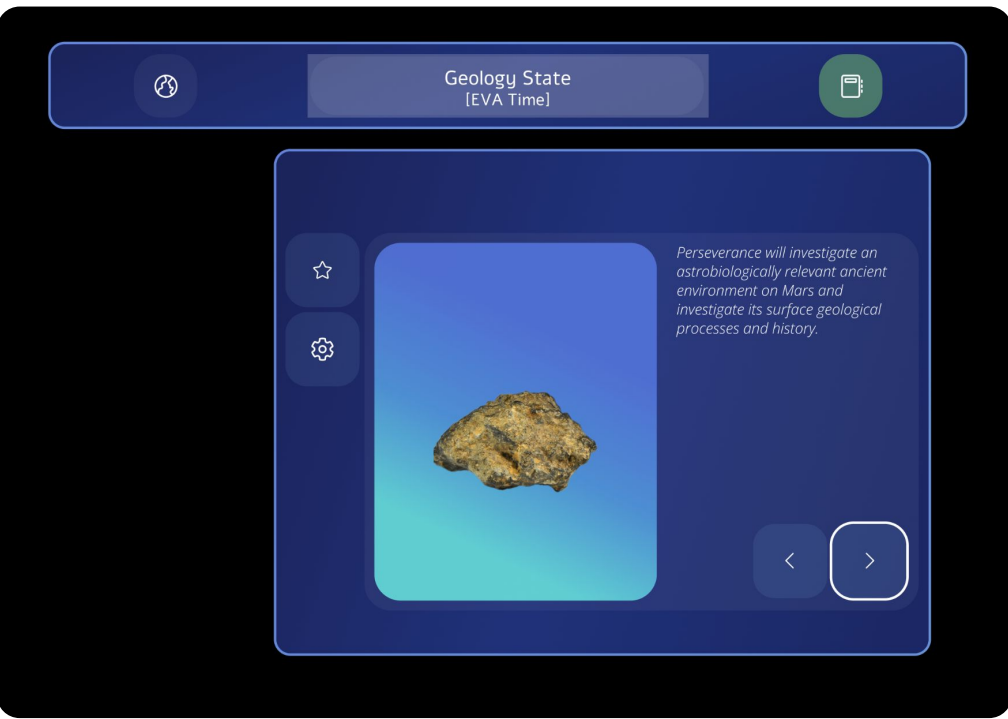 Geology State
[EVA Time]
Perseverance will investigate an
astrobiologically relevant ancient
environment on Mars and
investigate its surface geological
processes and history.